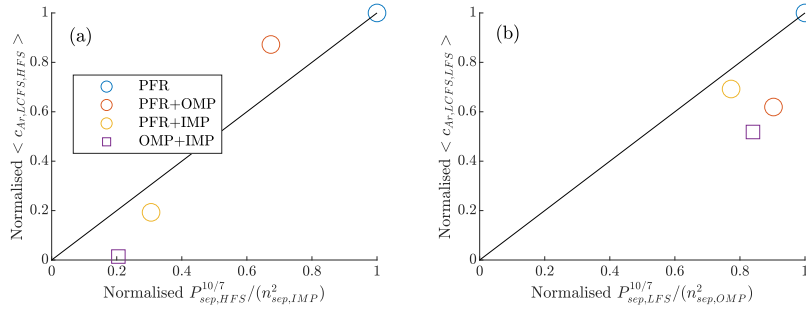 (a)
Normalised < c_{Ar,LCFS,HFS} >
1
0.8
0.6
0.4
0.2
0
PFR
PFR+OMP
PFR+IMP
OMP+IMP
0 0.2 0.4 0.6 0.8 1
Normalised P_{sep,HFS}^{10/7}/(n_{sep,IMP}^{2})
(b)
Normalised < c_{Ar,LCFS,LFS} >
1
0.8
0.6
0.4
0.2
0
0 0.2 0.4 0.6 0.8 1
Normalised P_{sep,LFS}^{10/7}/(n_{sep,OMP}^{2})